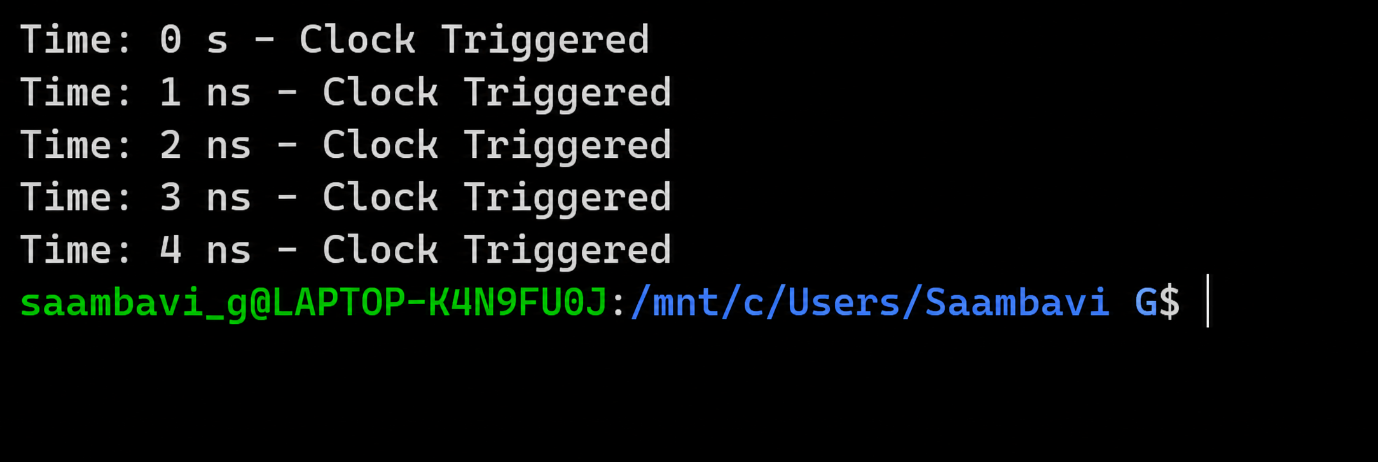 Time: 0 s - Clock Triggered
Time: 1 ns - Clock Triggered
Time: 2 ns - Clock Triggered
Time: 3 ns - Clock Triggered
Time: 4 ns - Clock Triggered
saambavi_g@LAPTOP-K4N9FU0J:/mnt/c/Users/Saambavi G$